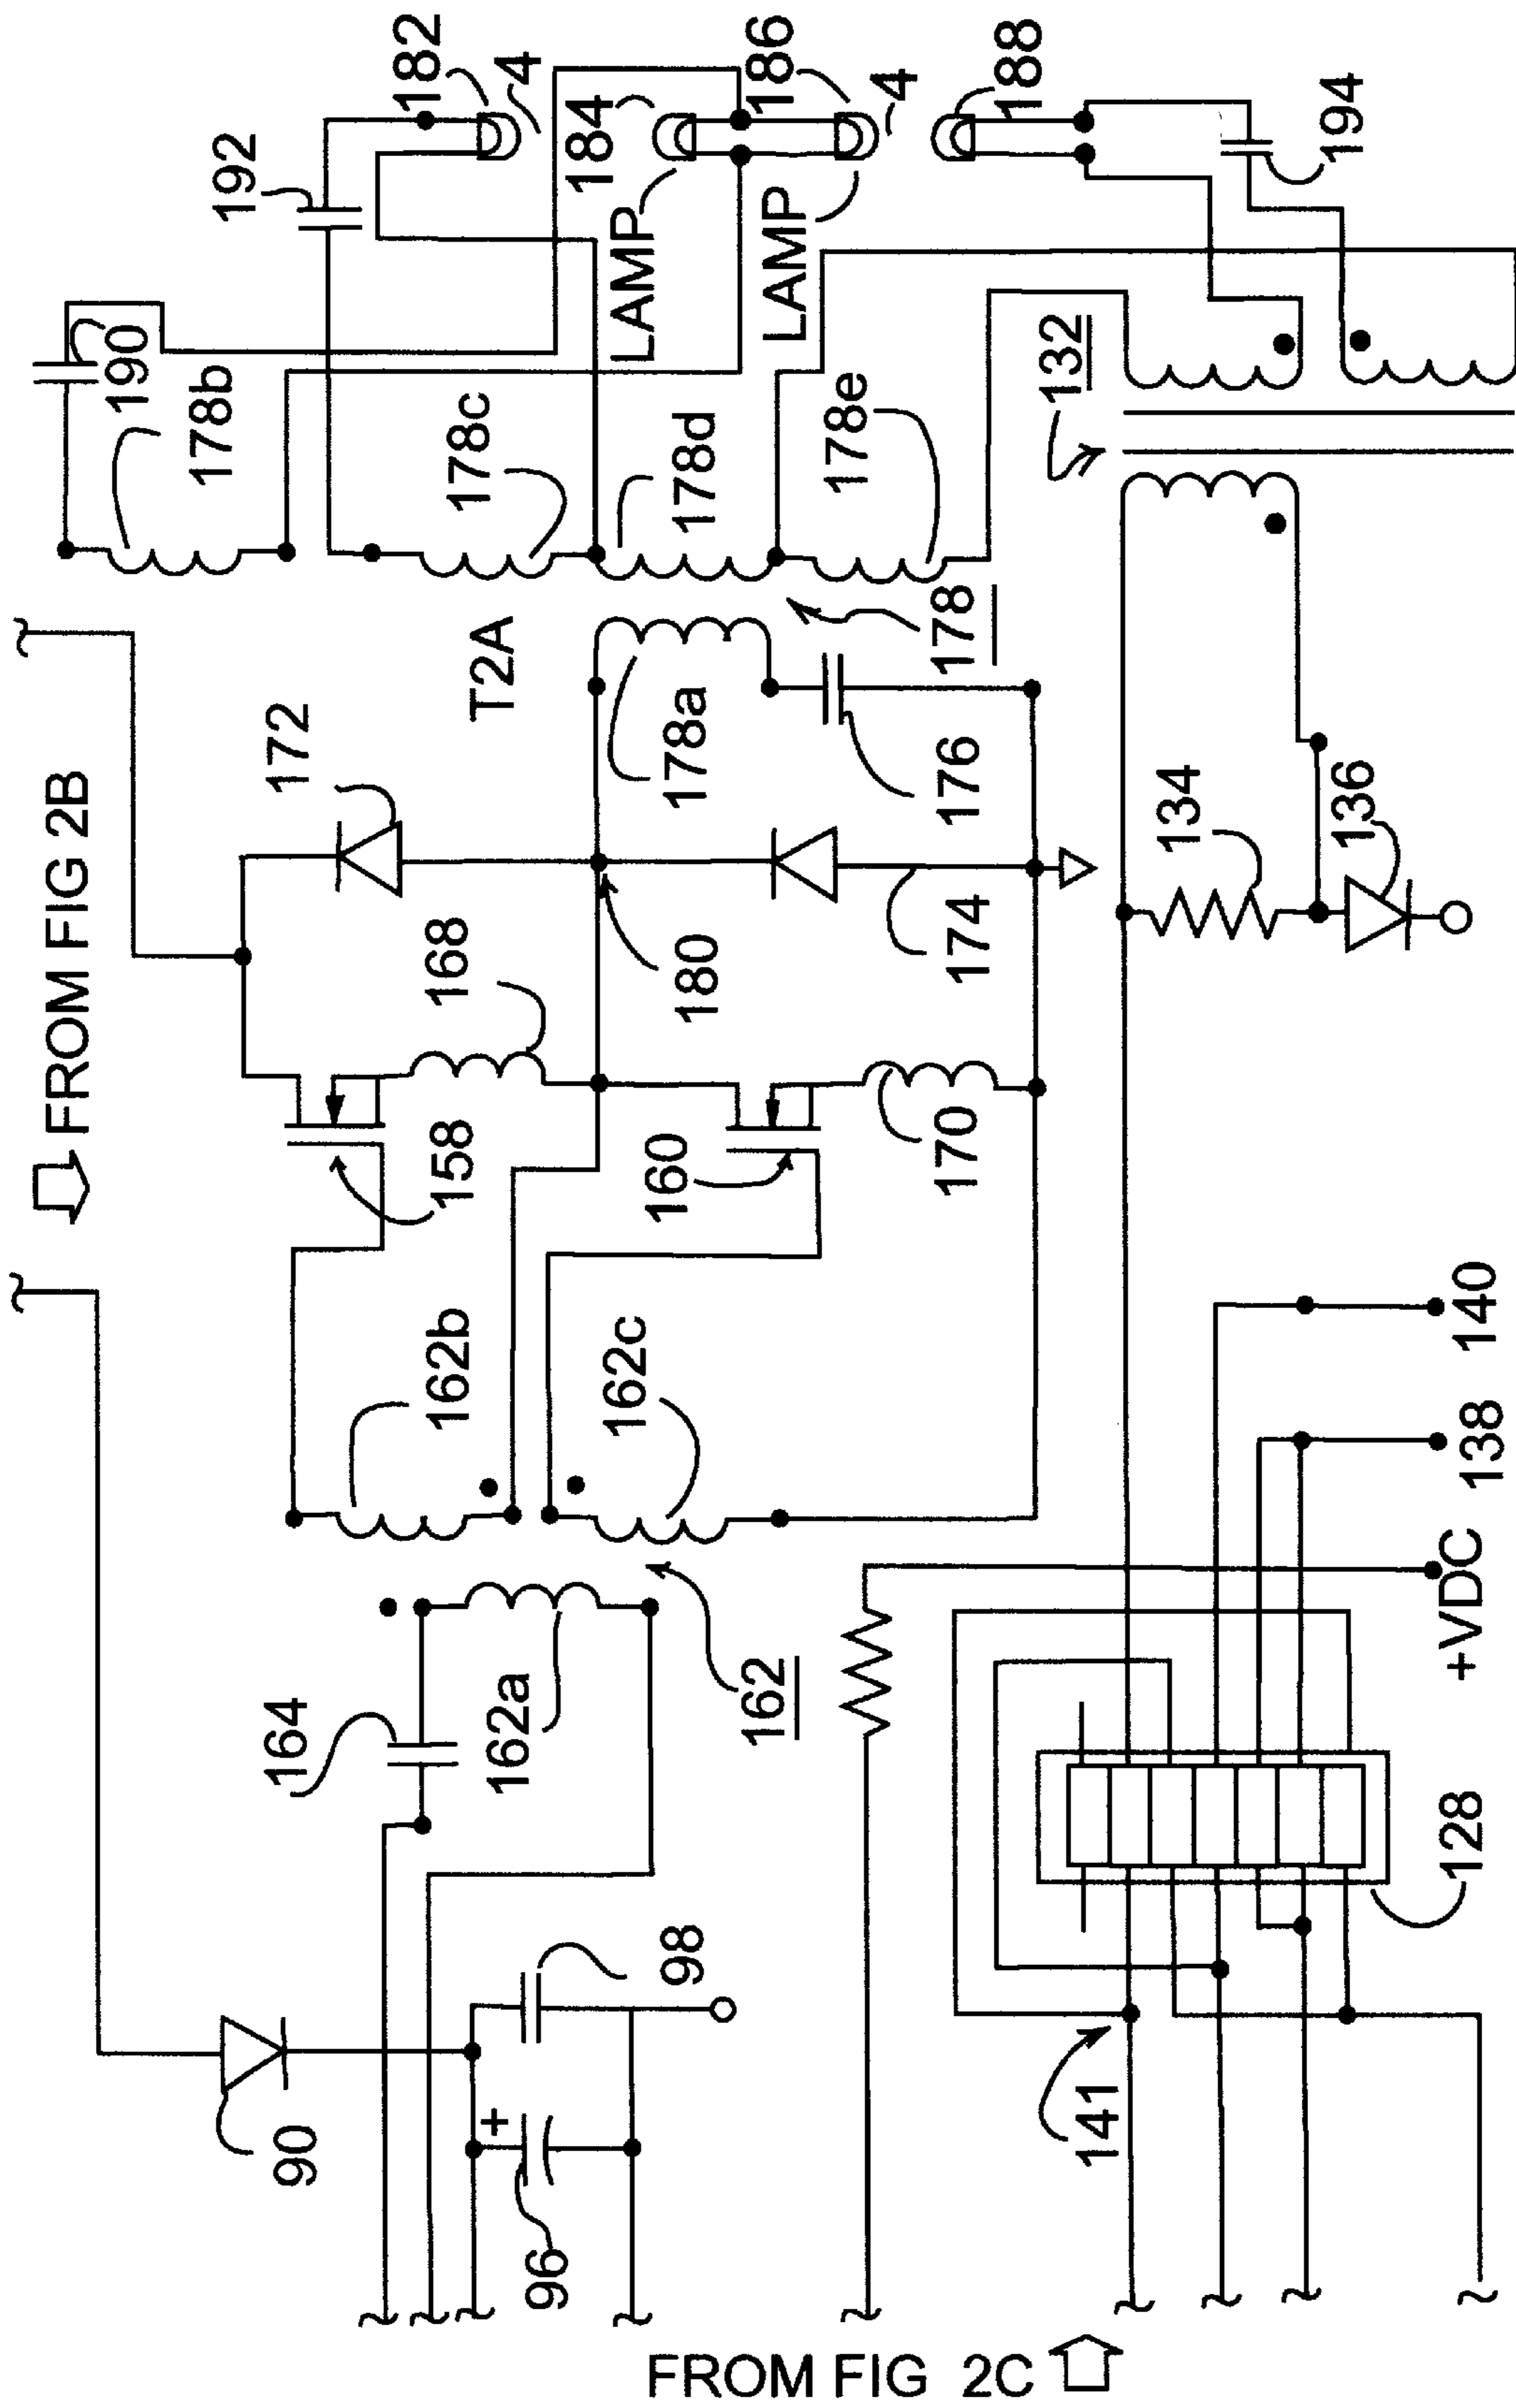 FROM FIG 2B
182
4
192
184
186
4
188
190
194
LAMP
LAMP
178b
178c
178d
178e
132
T2A
172
178a
178
176
134
136
168
180
174
158
160
170
162b
162c
140
138
164
162a
162
+VDC
98
128
90
96
+
141
FROM FIG 2C